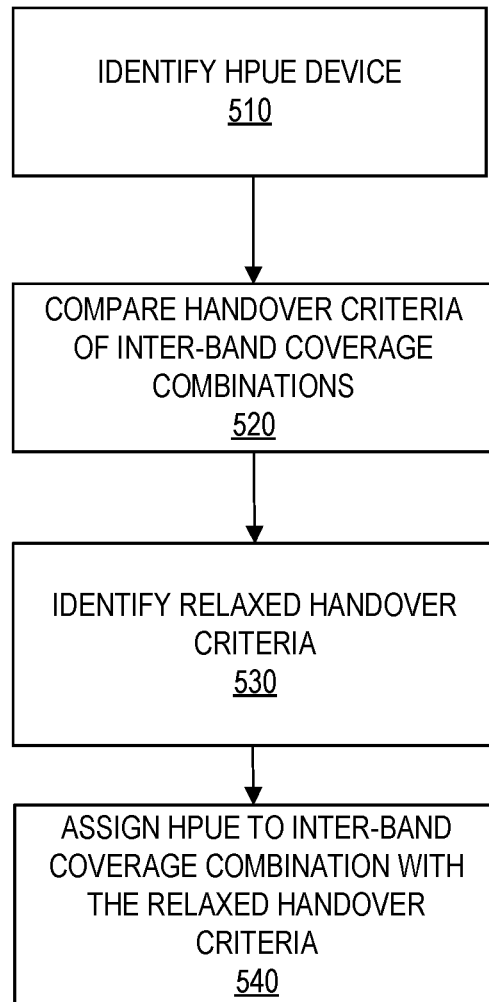 IDENTIFY HPUE DEVICE
510
COMPARE HANDOVER CRITERIA
OF INTER-BAND COVERAGE
COMBINATIONS
520
IDENTIFY RELAXED HANDOVER
CRITERIA
530
ASSIGN HPUE TO INTER-BAND
COVERAGE COMBINATION WITH
THE RELAXED HANDOVER
CRITERIA
540